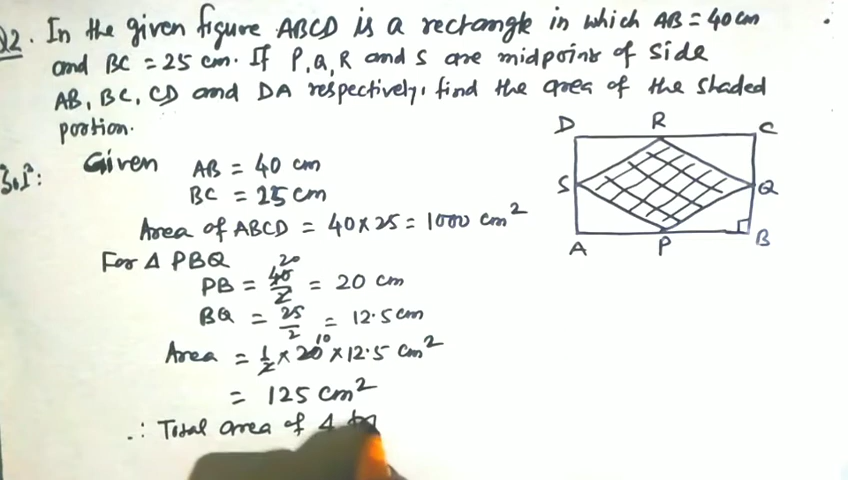 Q2. In the given figure ABCD is a rectangle in which AB = 40 cm
and BC = 25 cm. If P, Q, R and S are midpoint of side
AB, BC, CD and DA respectively, find the area of the shaded
portion.
D R C
S Q
A P B
Sol:
Given AB = 40 cm
BC = 25 cm
Area of ABCD = 40 × 25 = 1000 cm²
For Δ PBQ
PB = 40/2 20 = 20 cm
BQ = 25/2 = 12.5 cm
Area = 1/2 × 20 10 × 12.5 cm²
= 125 cm²
∴ Total area of 4